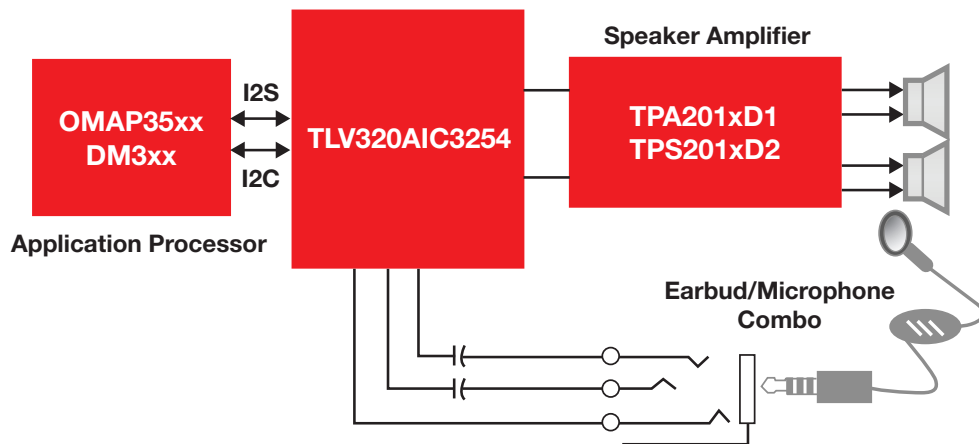 Speaker Amplifier
I2S
OMAP35xx
DM3xx
I2C
TLV320AIC3254
TPA201xD1
TPS201xD2
Application Processor
Earbud/Microphone
Combo